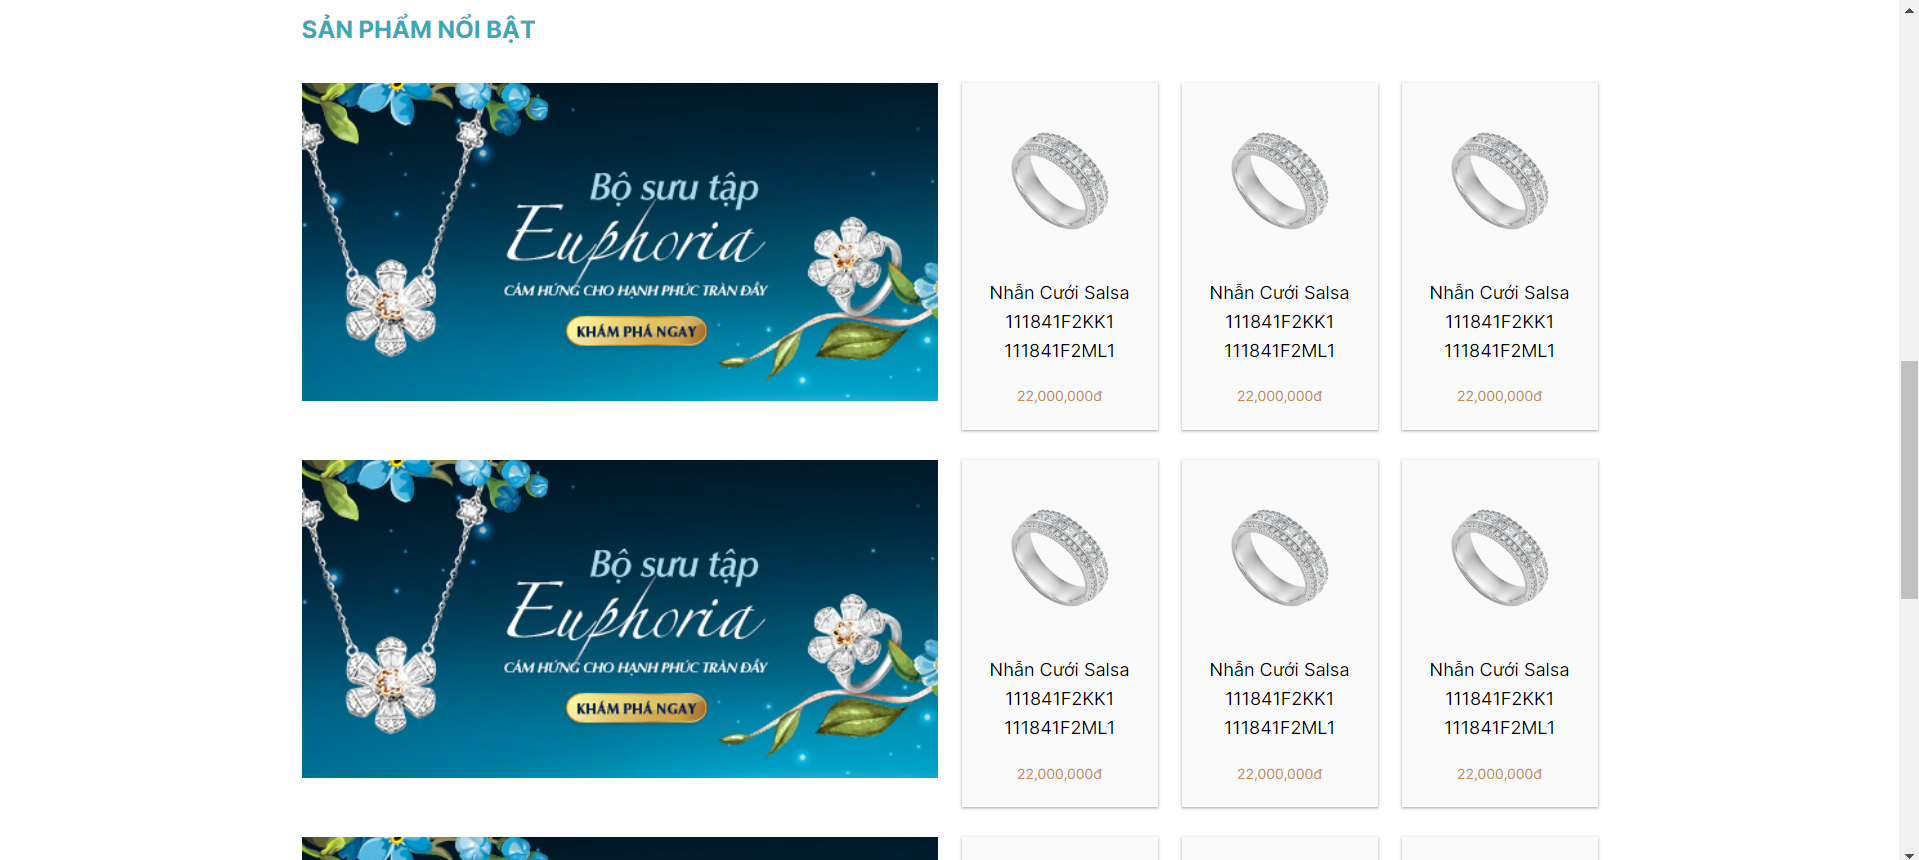 SẢN PHẨM NỔI BẬT
Bộ sưu tập
Euphoria
CẢM HỨNG CHO HẠNH PHÚC TRÀN ĐẦY
KHÁM PHÁ NGAY
Nhẫn Cưới Salsa
111841F2KK1
111841F2ML1
22,000,000đ
Nhẫn Cưới Salsa
111841F2KK1
111841F2ML1
22,000,000đ
Nhẫn Cưới Salsa
111841F2KK1
111841F2ML1
22,000,000đ
Bộ sưu tập
Euphoria
CẢM HỨNG CHO HẠNH PHÚC TRÀN ĐẦY
KHÁM PHÁ NGAY
Nhẫn Cưới Salsa
111841F2KK1
111841F2ML1
22,000,000đ
Nhẫn Cưới Salsa
111841F2KK1
111841F2ML1
22,000,000đ
Nhẫn Cưới Salsa
111841F2KK1
111841F2ML1
22,000,000đ